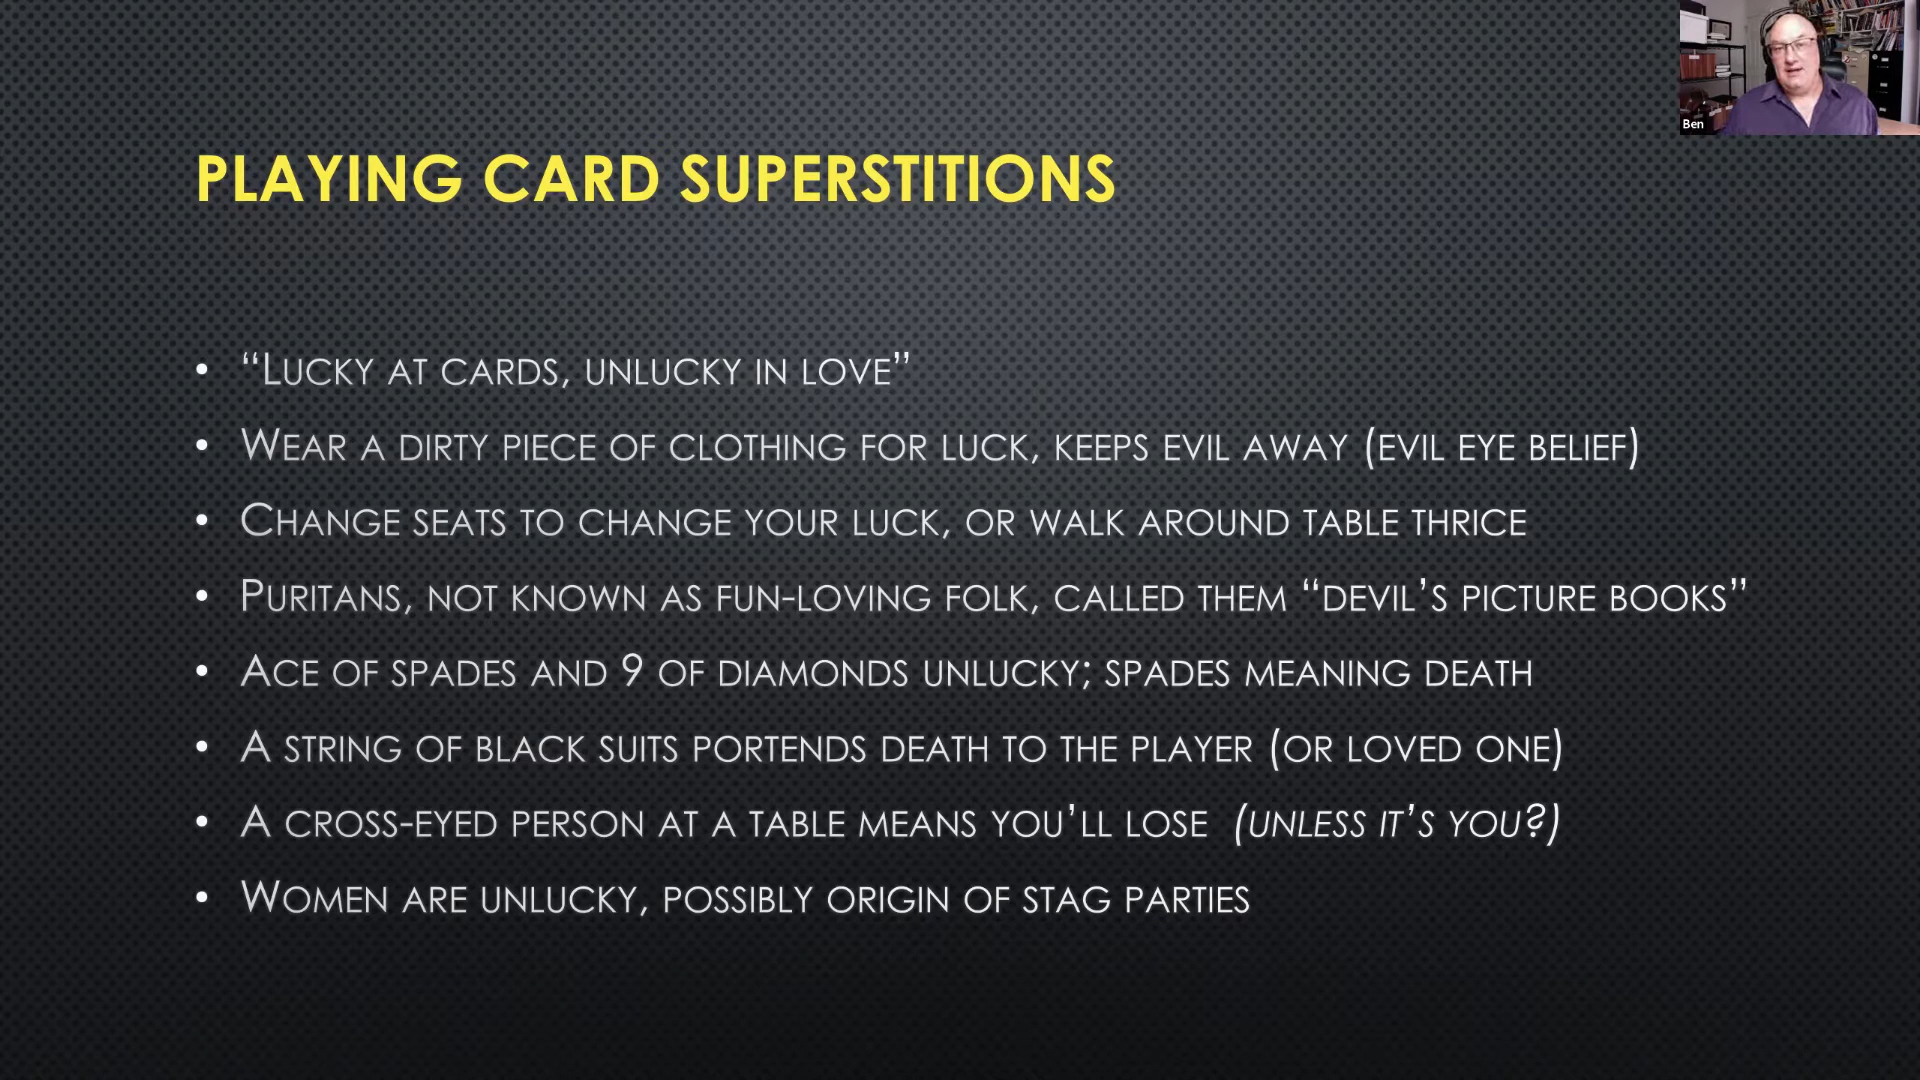 Ben
PLAYING CARD SUPERSTITIONS
• “Lucky at cards, unlucky in love”
• Wear a dirty piece of clothing for luck, keeps evil away (evil eye belief)
• Change seats to change your luck, or walk around table thrice
• Puritans, not known as fun-loving folk, called them “devil’s picture books”
• Ace of spades and 9 of diamonds unlucky; spades meaning death
• A string of black suits portends death to the player (or loved one)
• A cross-eyed person at a table means you’ll lose (unless it’s you?)
• Women are unlucky, possibly origin of stag parties